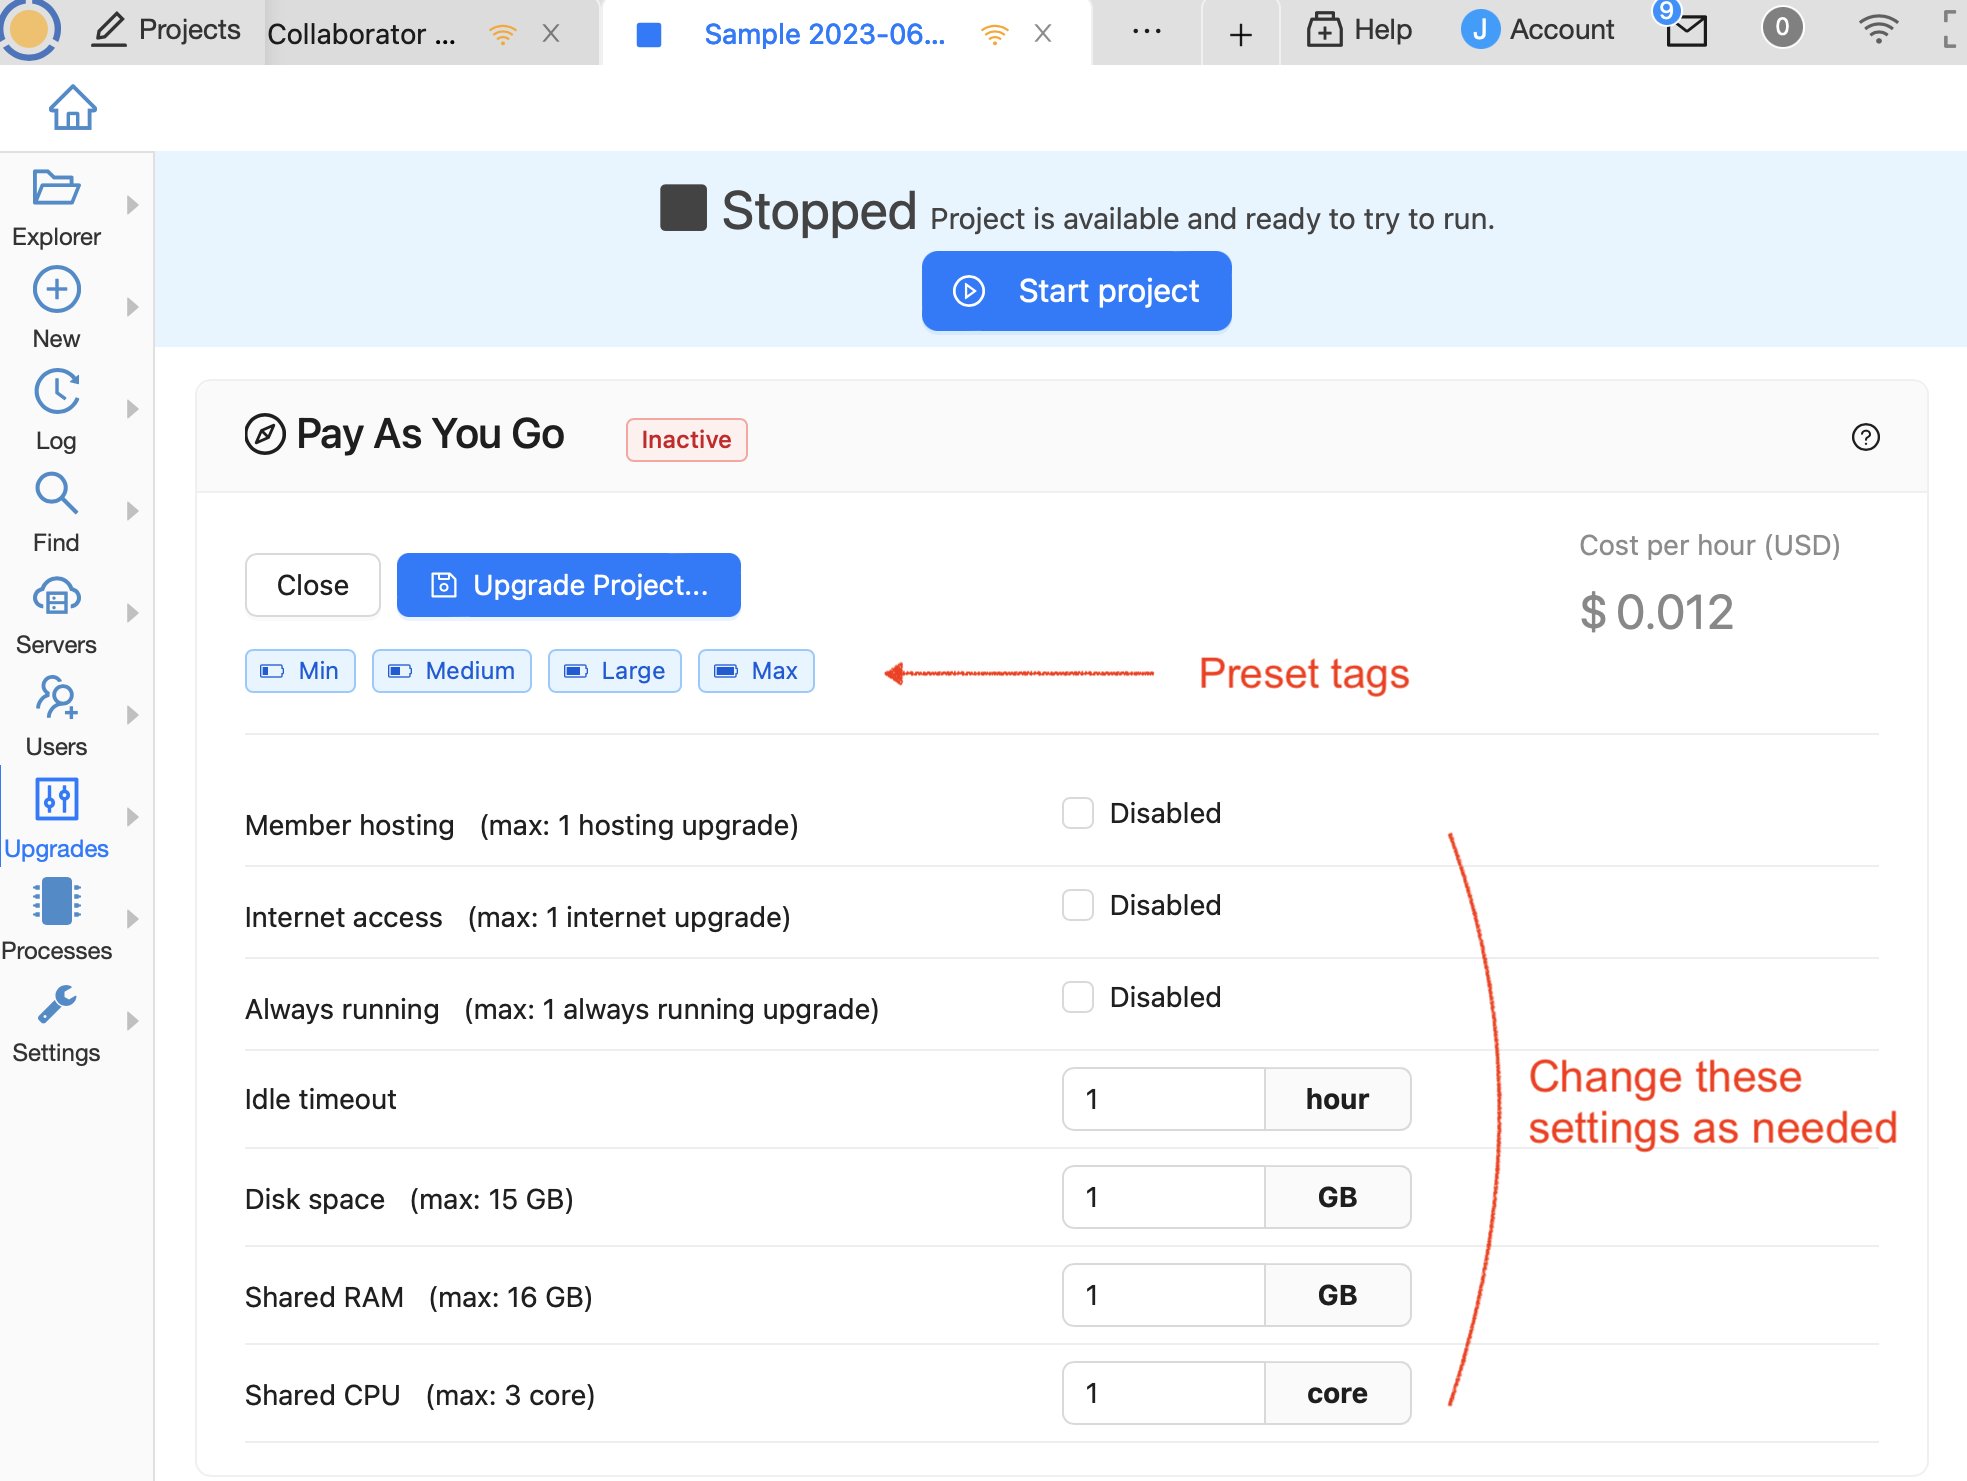 Projects
Collaborator ...
Sample 2023-06...
Help
J Account
9
0
Explorer
New
Log
Find
Servers
Users
Upgrades
Processes
Settings
Stopped Project is available and ready to try to run.
Start project
Pay As You Go Inactive
Close
Upgrade Project...
Cost per hour (USD)
$ 0.012
Min
Medium
Large
Max
Preset tags
Member hosting (max: 1 hosting upgrade) Disabled
Internet access (max: 1 internet upgrade) Disabled
Always running (max: 1 always running upgrade) Disabled
Idle timeout 1 hour
Disk space (max: 15 GB) 1 GB
Shared RAM (max: 16 GB) 1 GB
Shared CPU (max: 3 core) 1 core
Change these
settings as needed